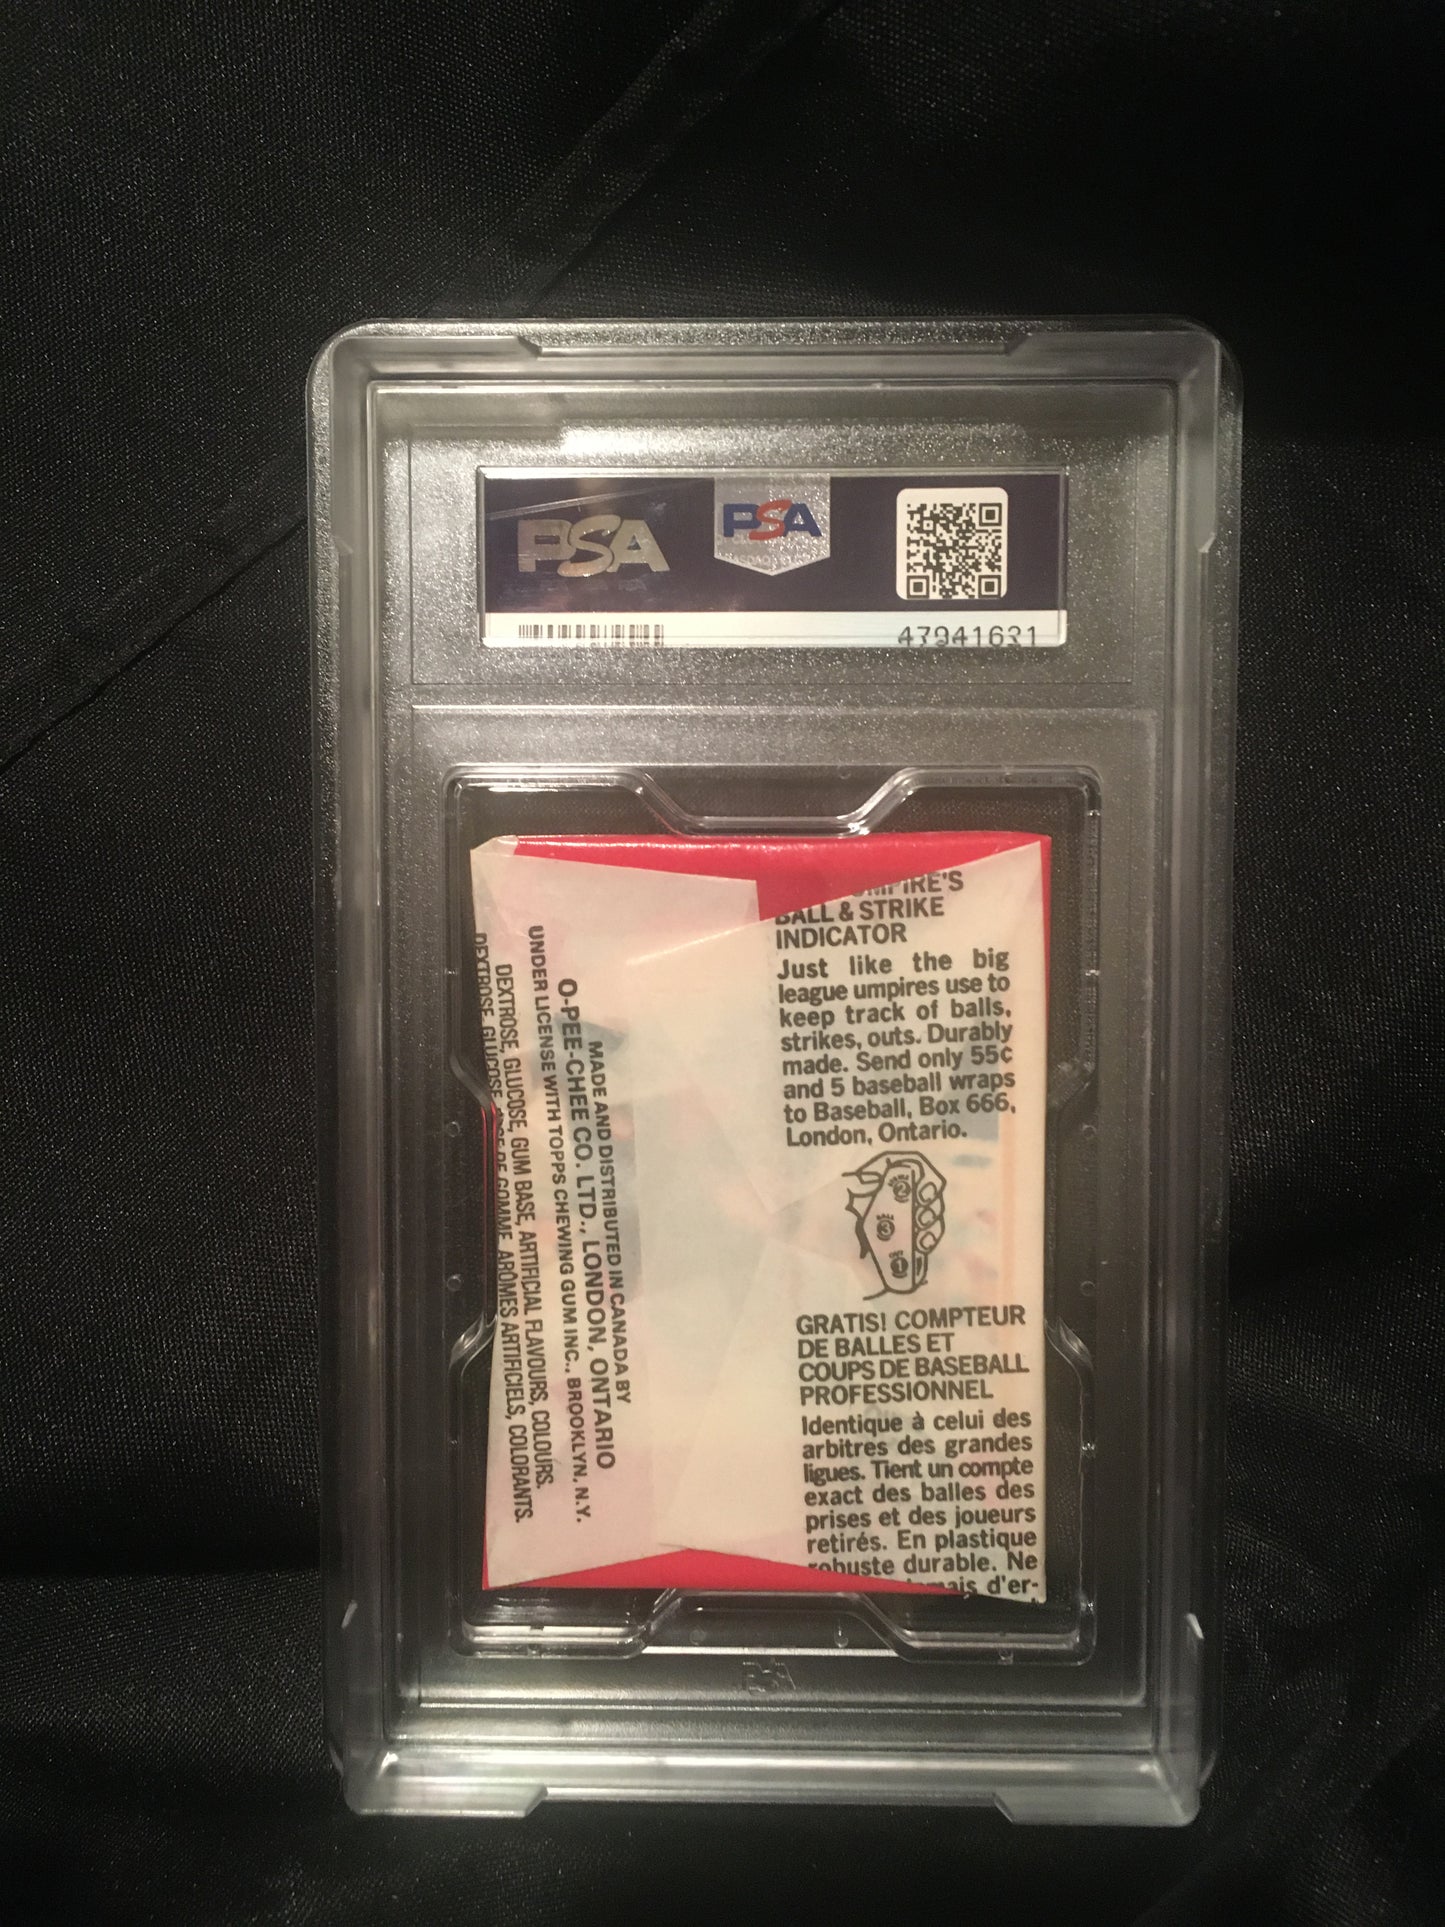 PSA
PSA
47941631
UMPIRE'S
BALL & STRIKE
INDICATOR
Just like the big
league umpires use to
keep track of balls,
strikes, outs. Durably
made. Send only 55¢
and 5 baseball wraps
to Baseball, Box 666,
London, Ontario.
GRATIS! COMPTEUR
DE BALLES ET
COUPS DE BASEBALL
PROFESSIONNEL
Identique à celui des
arbitres des grandes
ligues. Tient un compte
exact des balles des
prises et des joueurs
retirés. En plastique
robuste durable. Ne
d'er-
MADE AND DISTRIBUTED IN CANADA BY
O-PEE-CHEE CO. LTD., LONDON, ONTARIO
UNDER LICENSE WITH TOPPS CHEWING GUM INC., BROOKLYN, N.Y.
DEXTROSE, GLUCOSE, GUM BASE, ARTIFICIAL FLAVOURS, COLOURS.
DEXTROSE, GLUCOSE, DE GOMME, ARÔMES ARTIFICIELS, COLORANTS.
PSA